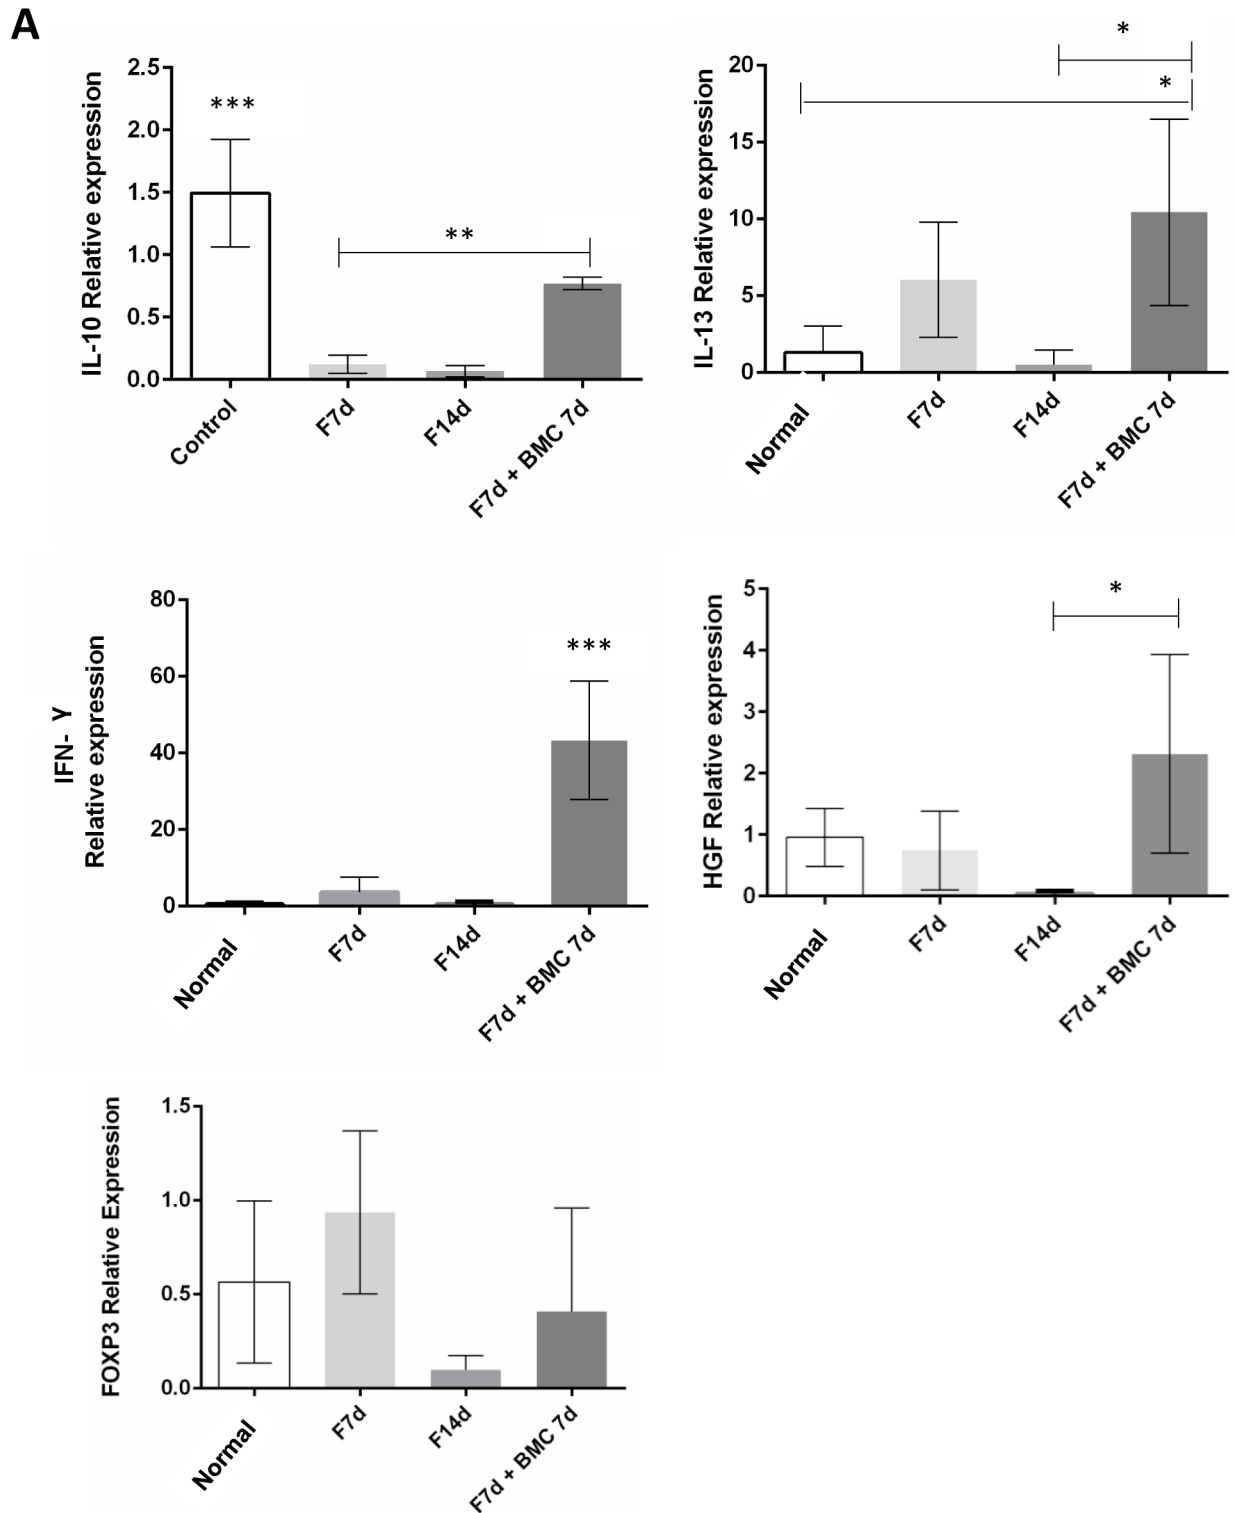 A
IL-10 Relative expression
2.5
2.0
1.5
1.0
0.5
0.0
***
**
Control
F7d
F14d
F7d + BMC 7d
IL-13 Relative expression
20
15
10
5
0
*
*
Normal
F7d
F14d
F7d + BMC 7d
IFN- γ
Relative expression
80
60
40
20
0
***
Normal
F7d
F14d
F7d + BMC 7d
HGF Relative expression
5
4
3
2
1
0
*
Normal
F7d
F14d
F7d + BMC 7d
FOXP3 Relative Expression
1.5
1.0
0.5
0.0
Normal
F7d
F14d
F7d + BMC 7d